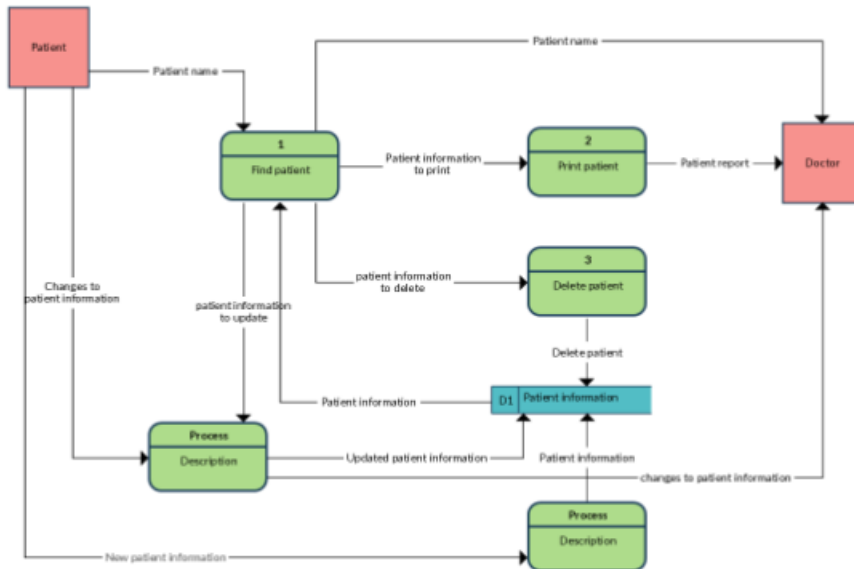 Patient
Patient name
Patient name
1
Find patient
Patient information
to print
2
Print patient
Patient report
Doctor
Changes to
patient information
patient information
to update
patient information
to delete
3
Delete patient
Delete patient
Patient information
D1
Patient information
Process
Description
Updated patient information
Patient information
changes to patient information
Process
Description
New patient information